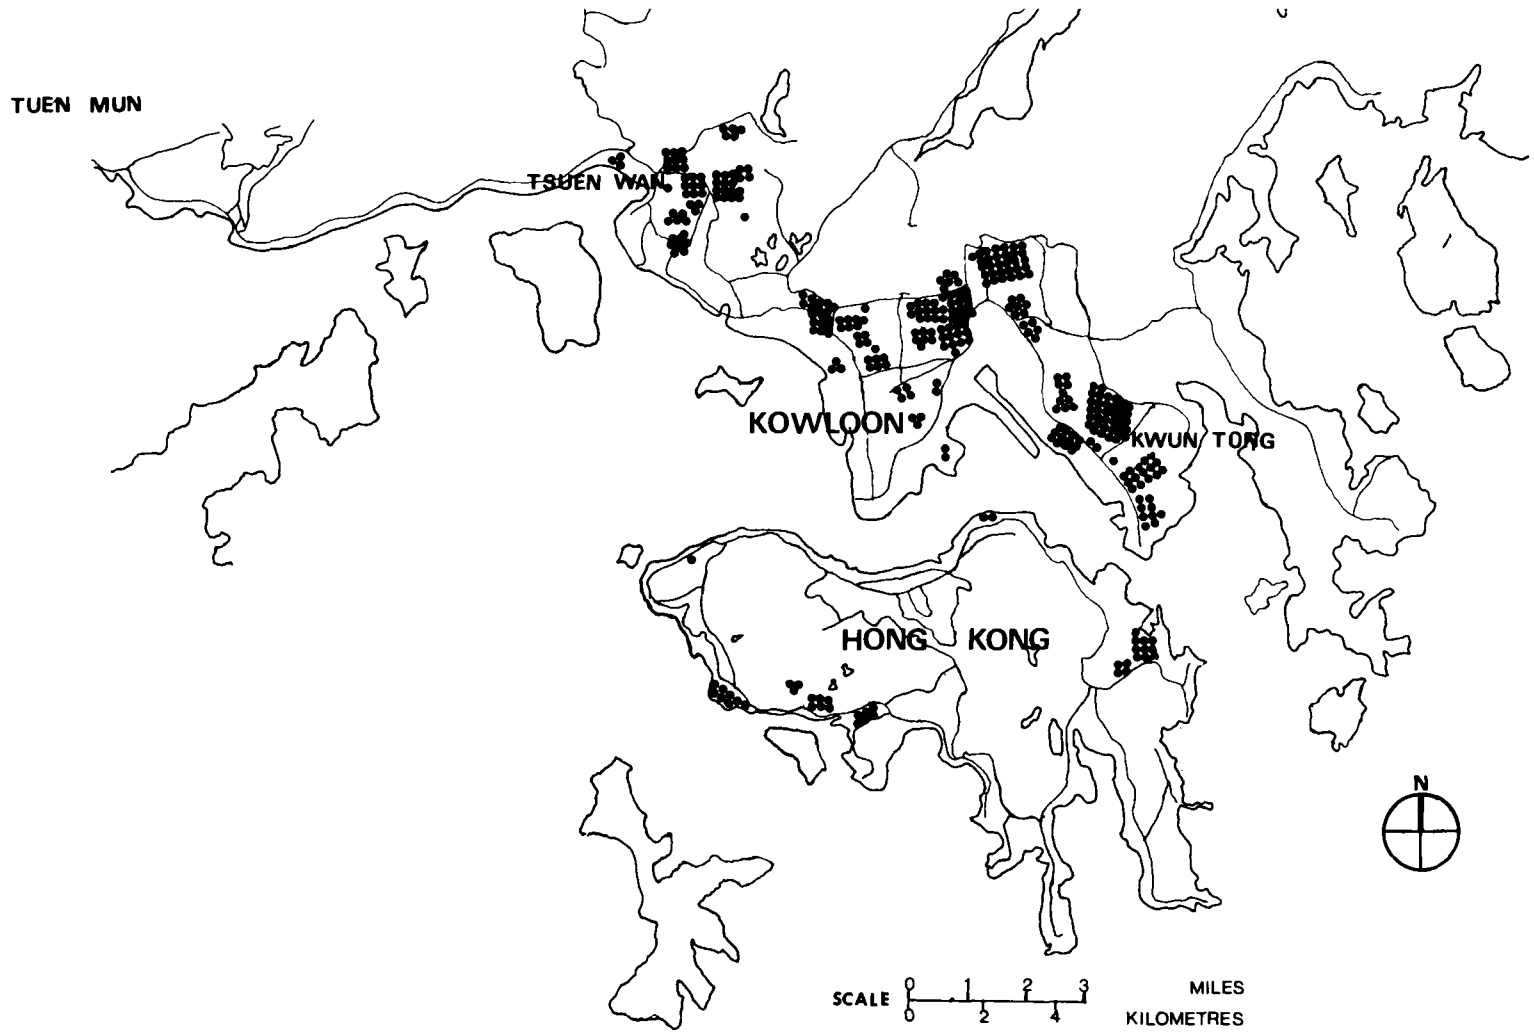 TUEN MUN
TSUEN WAN
KOWLOON
KWUN TONG
HONG KONG
N
SCALE
0 1 2 3 MILES
0 2 4 KILOMETRES